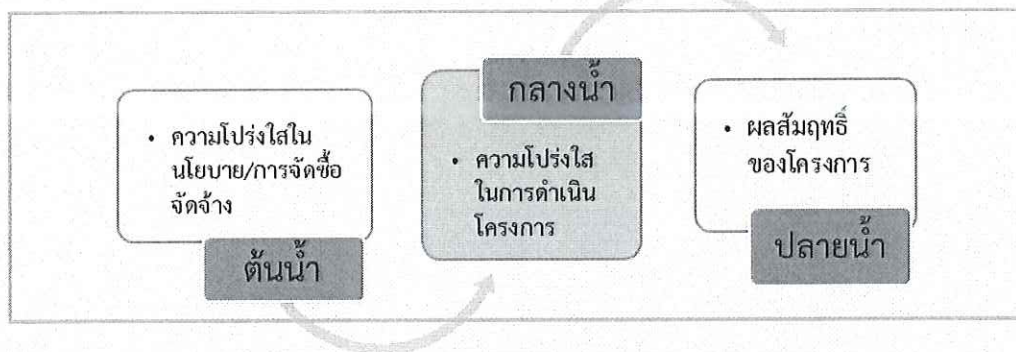 • ความโปร่งใสใน
นโยบาย/การจัดซื้อ
จัดจ้าง
ต้นน้ำ
กลางน้ำ
• ความโปร่งใส
ในการดำเนิน
โครงการ
• ผลสัมฤทธิ์
ของโครงการ
ปลายน้ำ